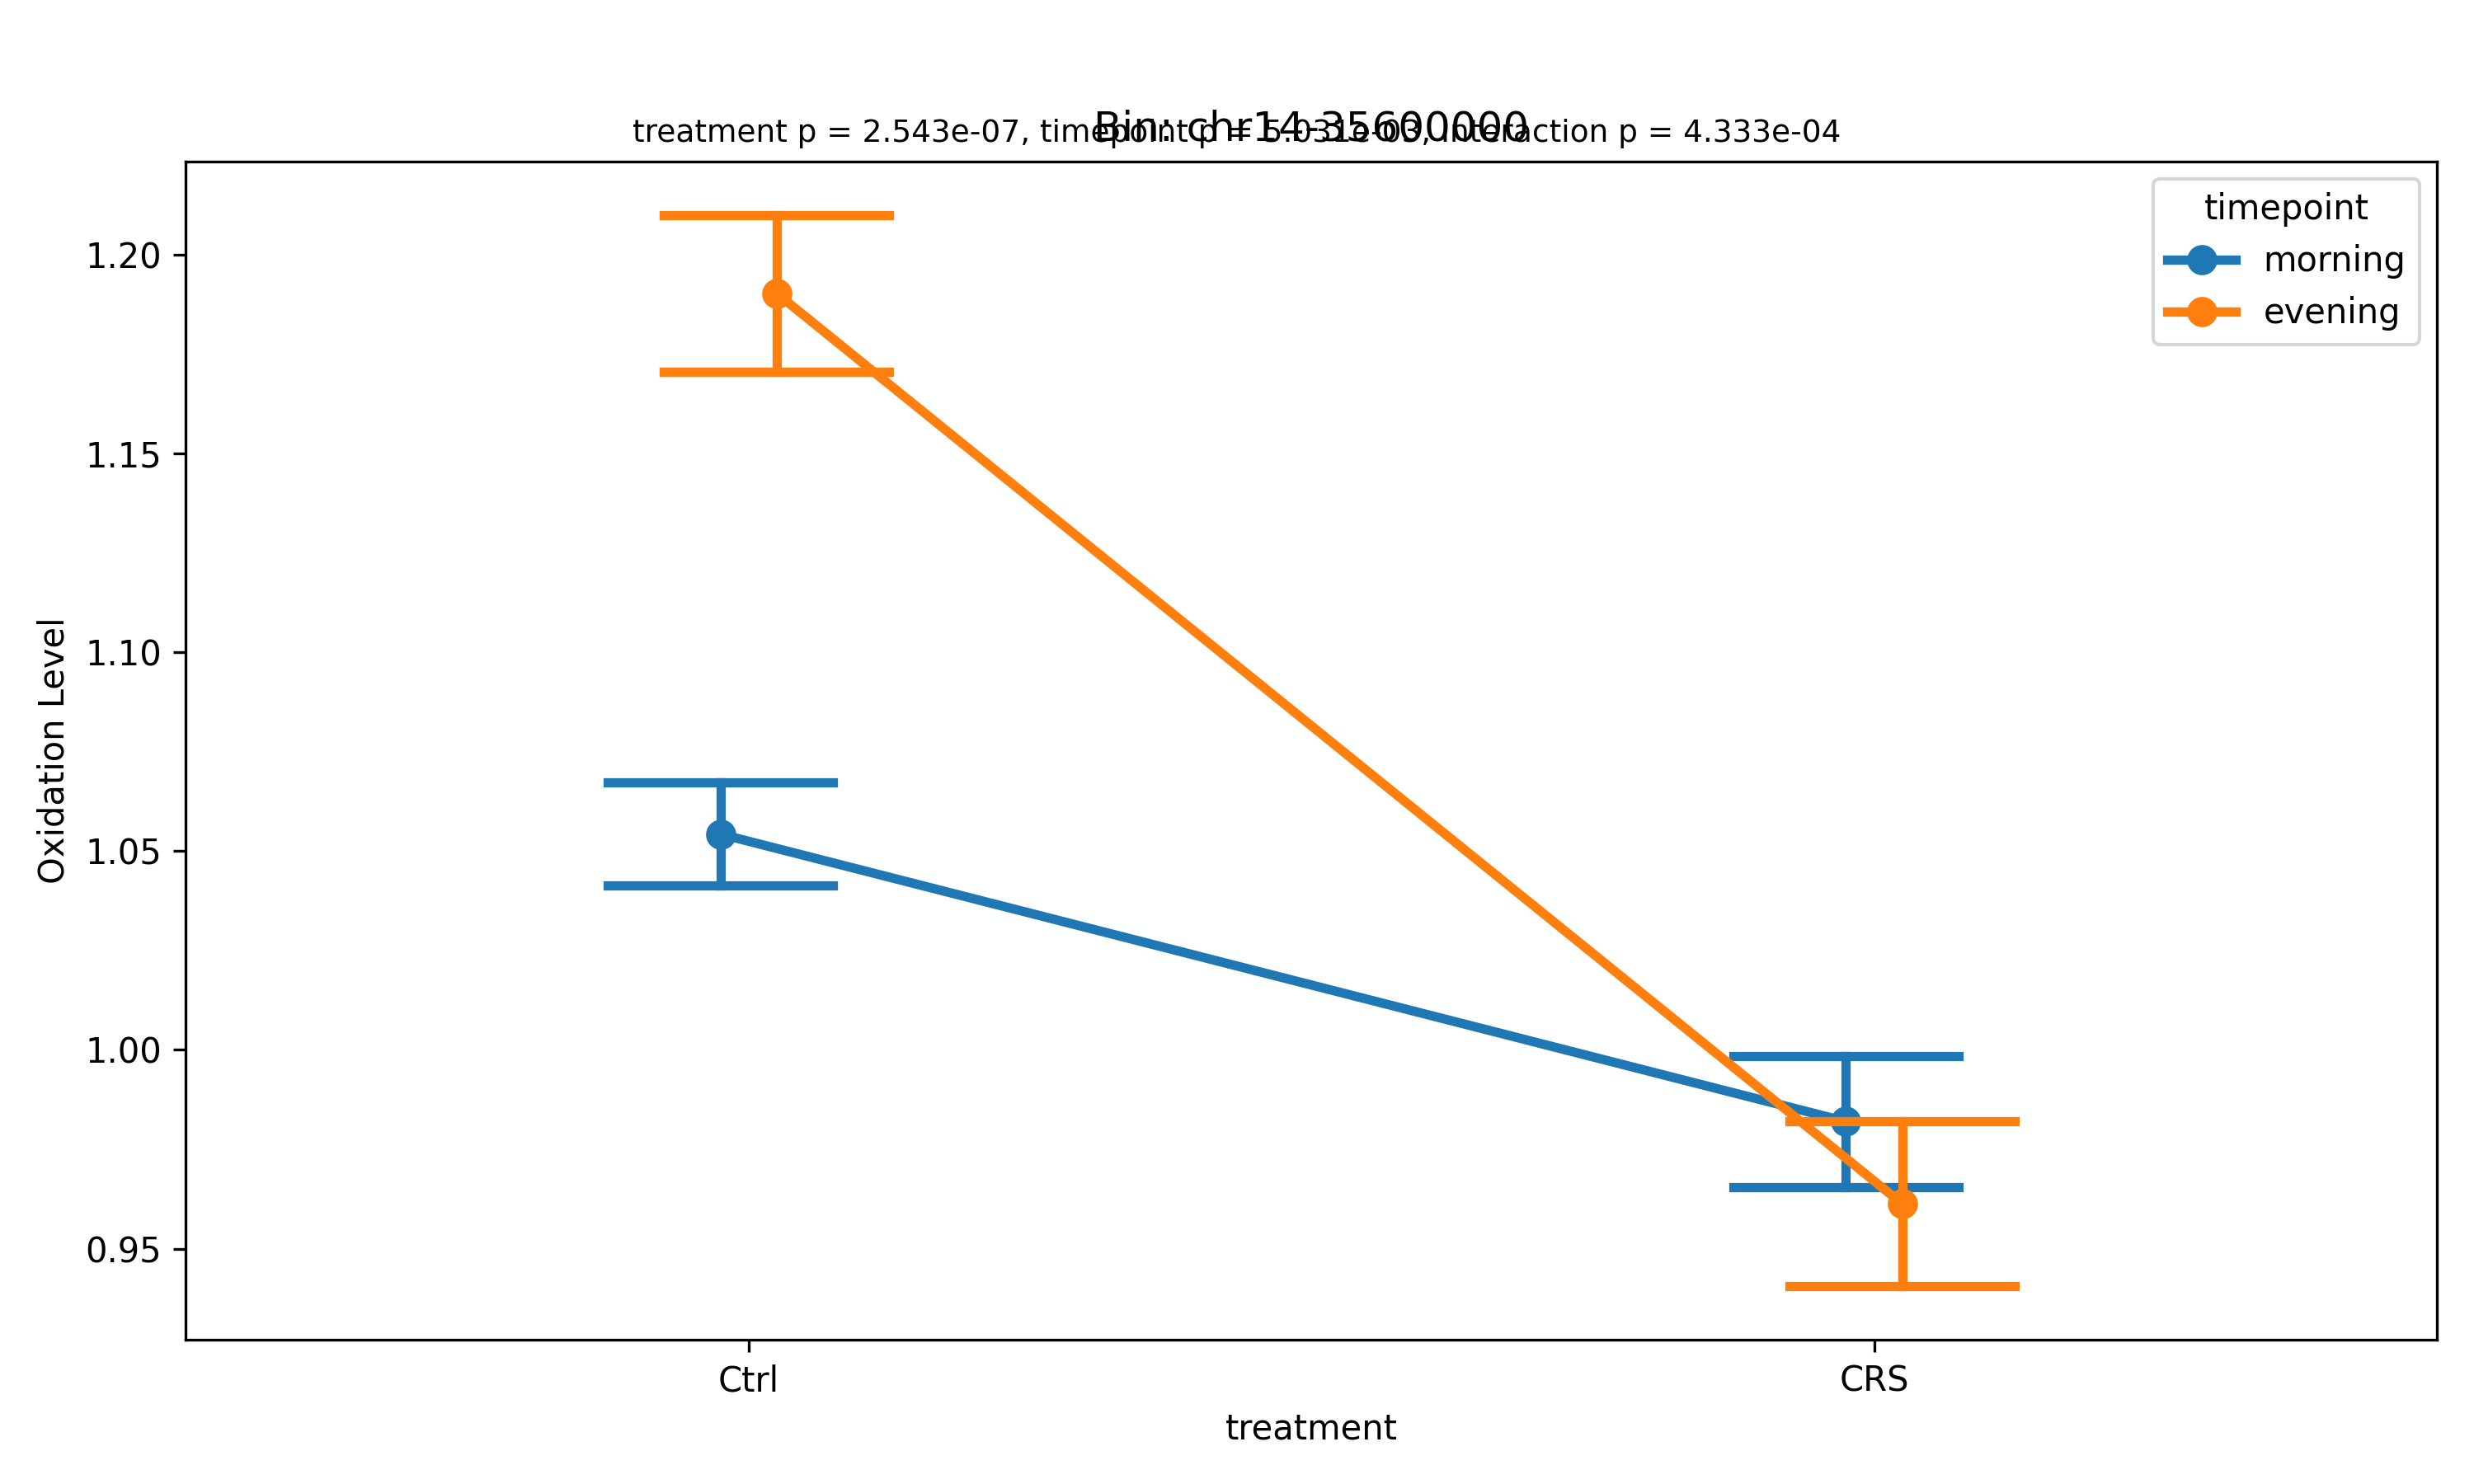 Bin: chr14-35600000
treatment p = 2.543e-07, timepoint p = interaction p = 4.333e-04
timepoint
morning
evening
1.20
1.15
1.10
1.05
1.00
0.95
Oxidation Level
Ctrl
CRS
treatment